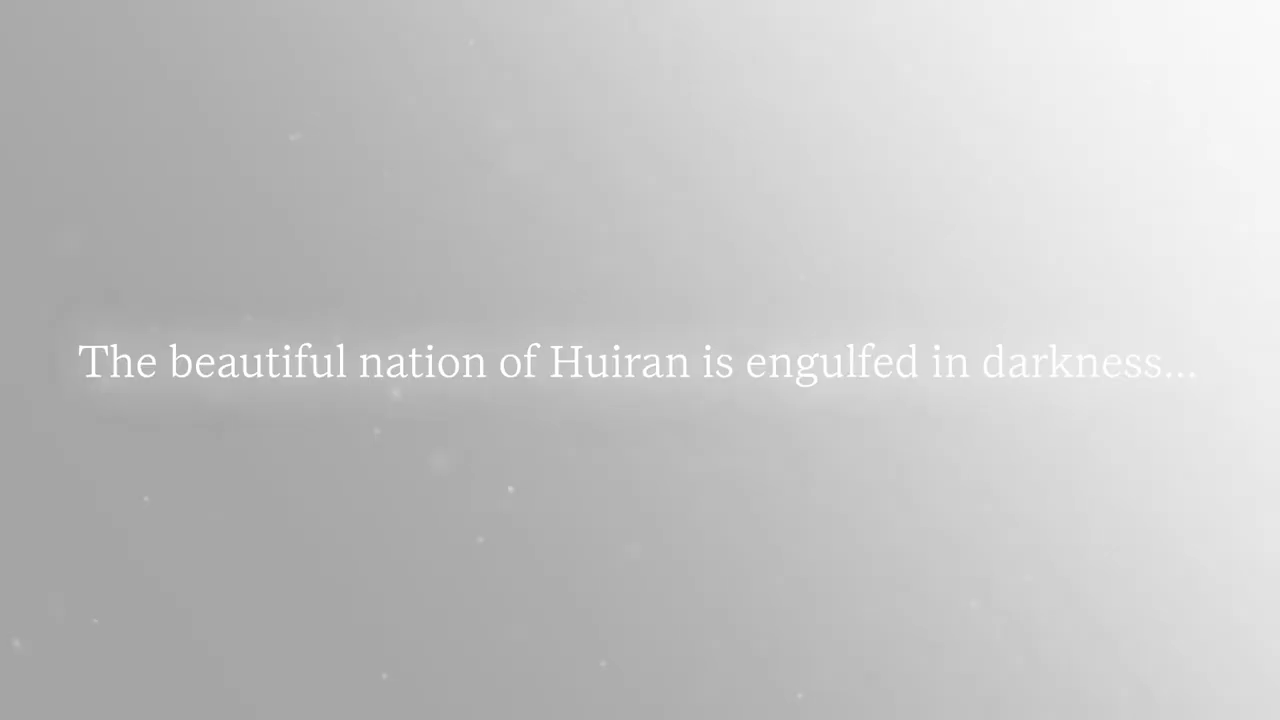 The beautiful nation of Huiran is engulfed in darkness...